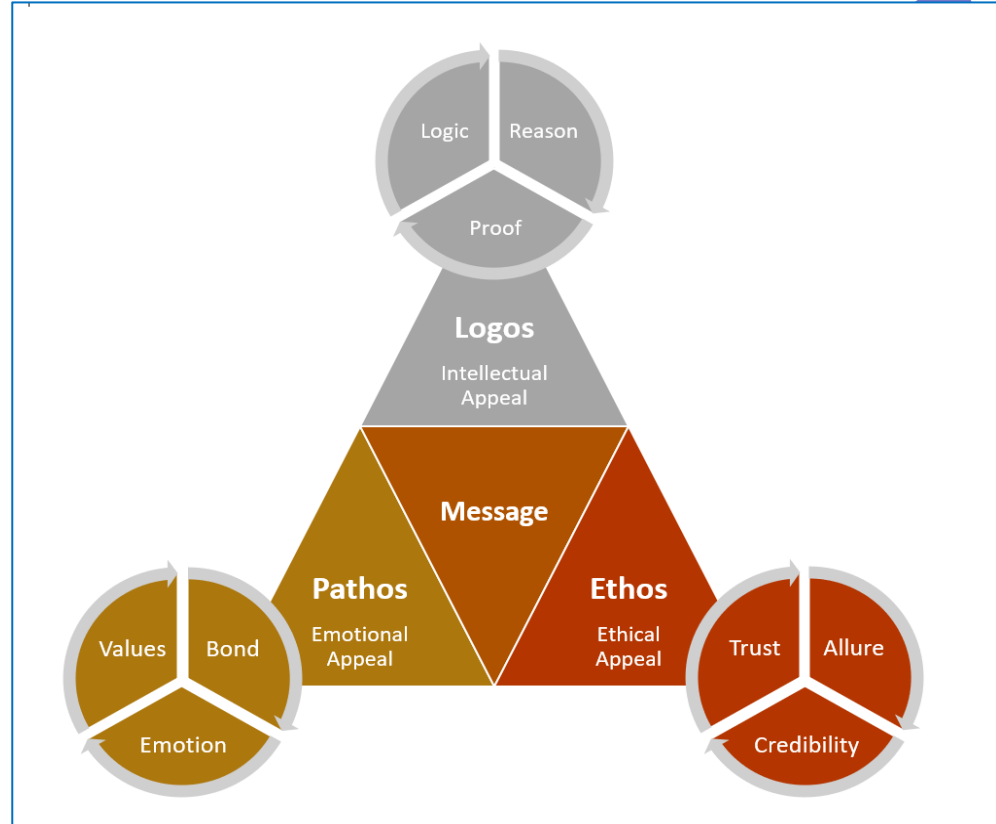 Logic
Reason
Proof
Logos
Intellectual
Appeal
Message
Pathos
Emotional
Appeal
Ethos
Ethical
Appeal
Values
Bond
Emotion
Trust
Allure
Credibility